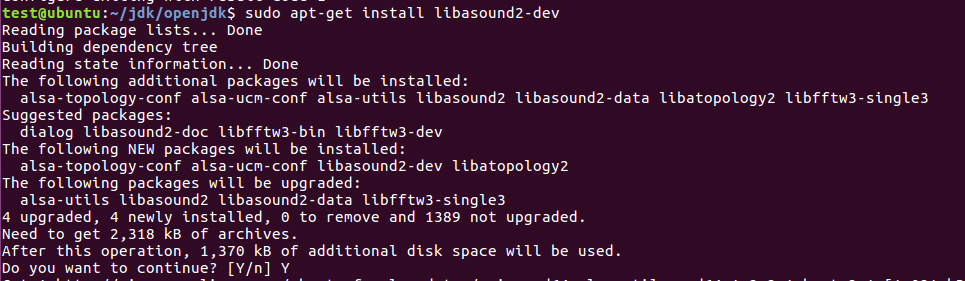 test@ubuntu:~/jdk/openjdk$ sudo apt-get install libasound2-dev
Reading package lists... Done
Building dependency tree
Reading state information... Done
The following additional packages will be installed:
  alsa-topology-conf alsa-ucm-conf alsa-utils libasound2 libasound2-data libatopology2 libfftw3-single3
Suggested packages:
  dialog libasound2-doc libfftw3-bin libfftw3-dev
The following NEW packages will be installed:
  alsa-topology-conf alsa-ucm-conf libasound2-dev libatopology2
The following packages will be upgraded:
  alsa-utils libasound2 libasound2-data libfftw3-single3
4 upgraded, 4 newly installed, 0 to remove and 1389 not upgraded.
Need to get 2,318 kB of archives.
After this operation, 1,370 kB of additional disk space will be used.
Do you want to continue? [Y/n] Y